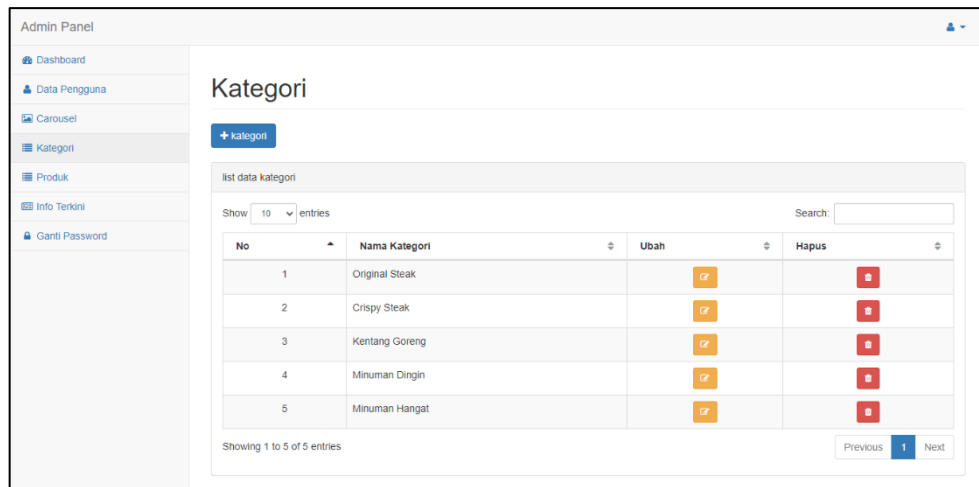 Admin Panel
Dashboard
Data Pengguna
Carousel
Kategori
Produk
Info Terkini
Ganti Password
Kategori
+ kategori
list data kategori
Show 10 entries Search:
No Nama Kategori Ubah Hapus
1 Original Steak
2 Crispy Steak
3 Kentang Goreng
4 Minuman Dingin
5 Minuman Hangat
Showing 1 to 5 of 5 entries Previous 1 Next